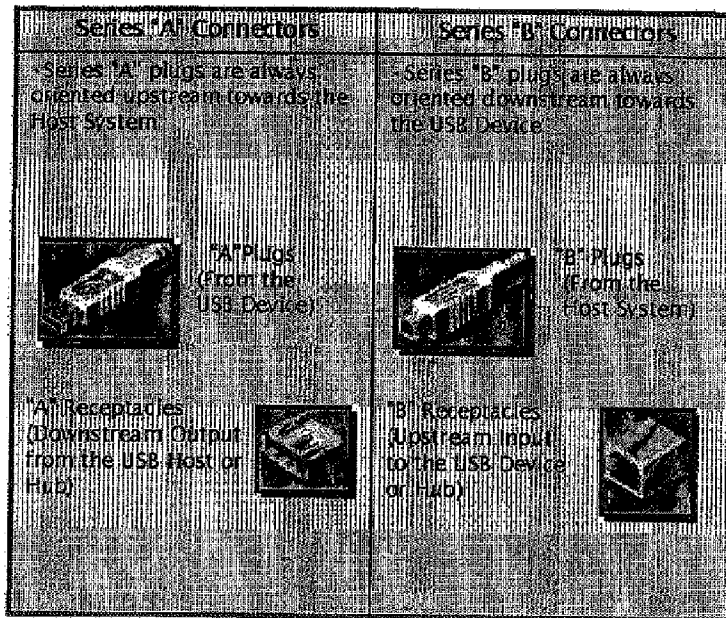 Series "A" Connectors
- Series "A" plugs are always
oriented upstream towards the
Host System
"A" Plugs
(From the
USB Device)
"A" Receptacles
(Downstream Output
from the USB Host or
Hub)
Series "B" Connectors
- Series "B" plugs are always
oriented downstream towards
the USB Device
"B" Plugs
(From the
Host System)
"B" Receptacles
(Upstream Input
to the USB Device
or Hub)